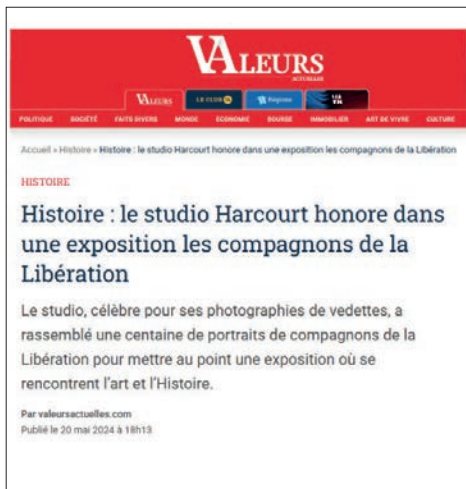 VALEURS
ACTUELLES
VALEURS LE CLUB VA
POLITIQUE SOCIÉTÉ FAITS DIVERS MONDE ECONOMIE BOURSE IMMOBILIER ART DE VIVRE CULTURE
Accueil » Histoire » Histoire : le studio Harcourt honore dans une exposition les compagnons de la Libération
HISTOIRE
Histoire : le studio Harcourt honore dans
une exposition les compagnons de la
Libération
Le studio, célèbre pour ses photographies de vedettes, a
rassemblé une centaine de portraits de compagnons de la
Libération pour mettre au point une exposition où se
rencontrent l'art et l'Histoire.
Par valeursactuelles.com
Publié le 20 mai 2024 à 18h13